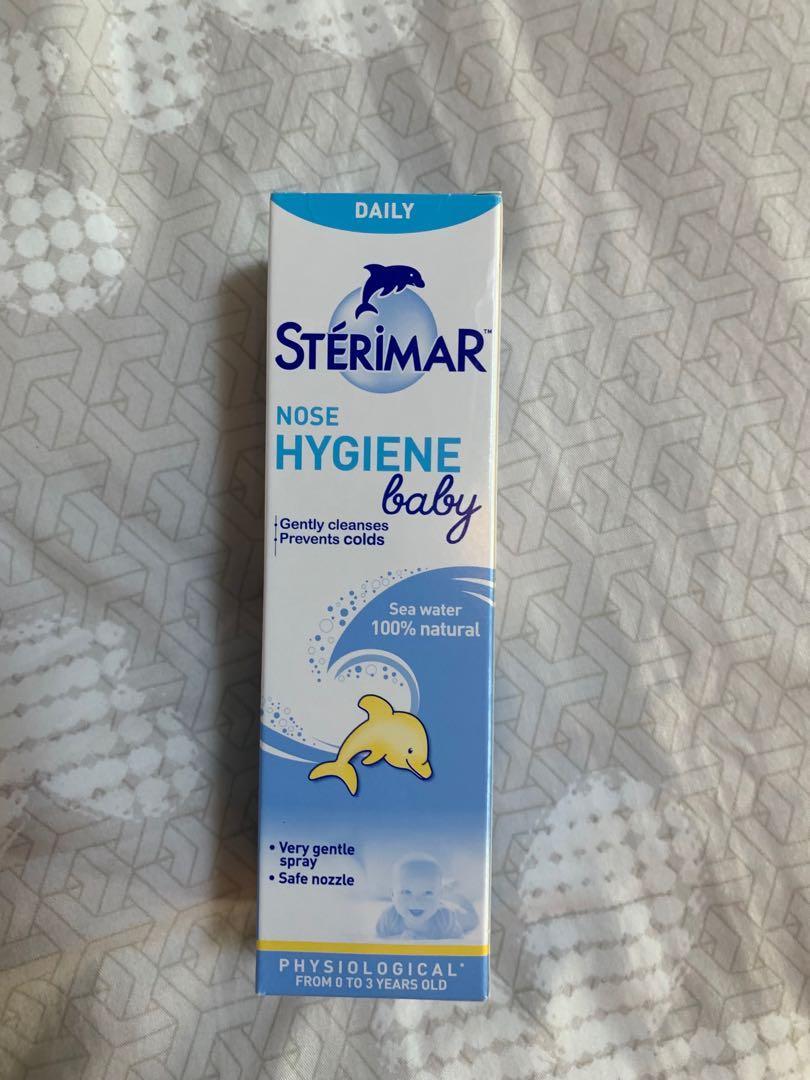 DAILY
STÉRIMAR™
NOSE
HYGIENE
baby
Gently cleanses
Prevents colds
Sea water
100% natural
• Very gentle
spray
• Safe nozzle
PHYSIOLOGICAL*
FROM 0 TO 3 YEARS OLD